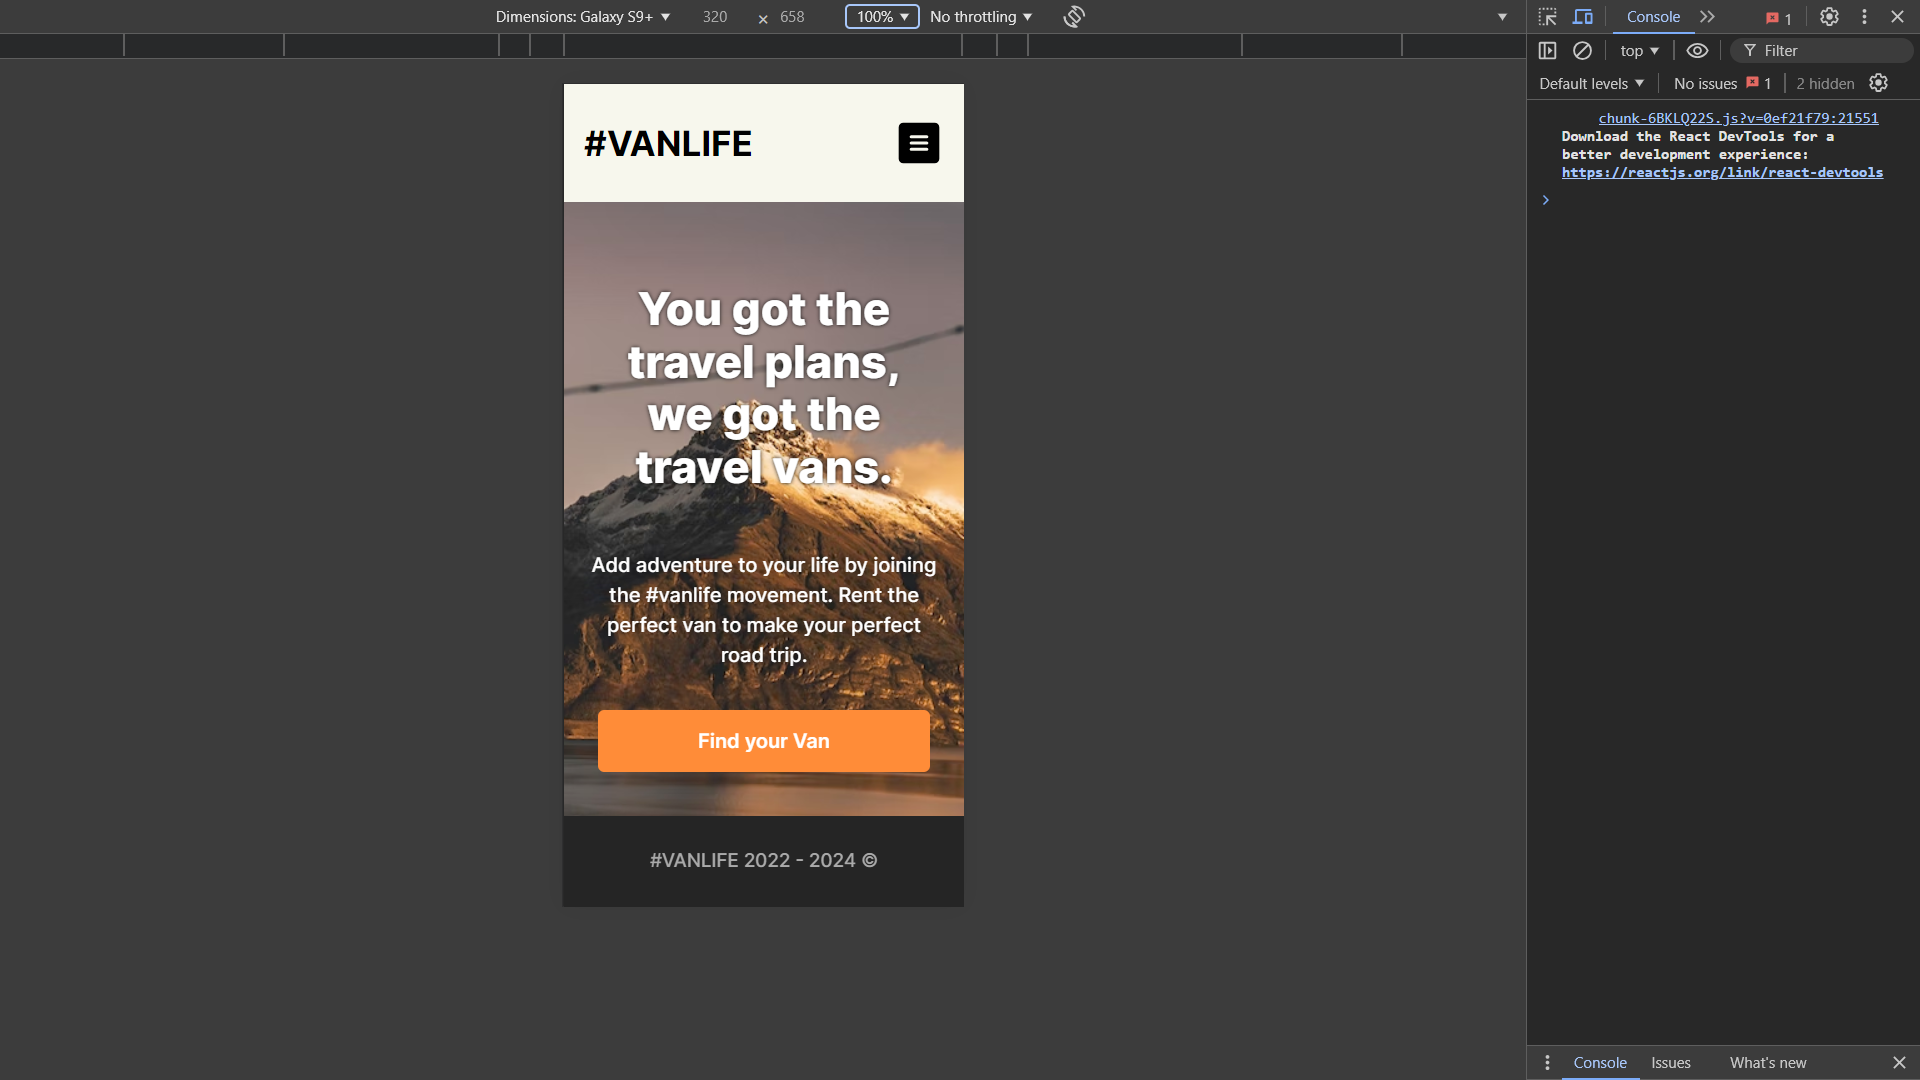 Dimensions: Galaxy S9+ 320 × 658 100% No throttling
Console 1
top Filter
Default levels No issues 1 2 hidden
chunk-6BKLQ22S.js?v=0ef21f79:21551
Download the React DevTools for a
better development experience:
https://reactjs.org/link/react-devtools
#VANLIFE
You got the
travel plans,
we got the
travel vans.
Add adventure to your life by joining
the #vanlife movement. Rent the
perfect van to make your perfect
road trip.
Find your Van
#VANLIFE 2022 - 2024 ©
Console Issues What's new